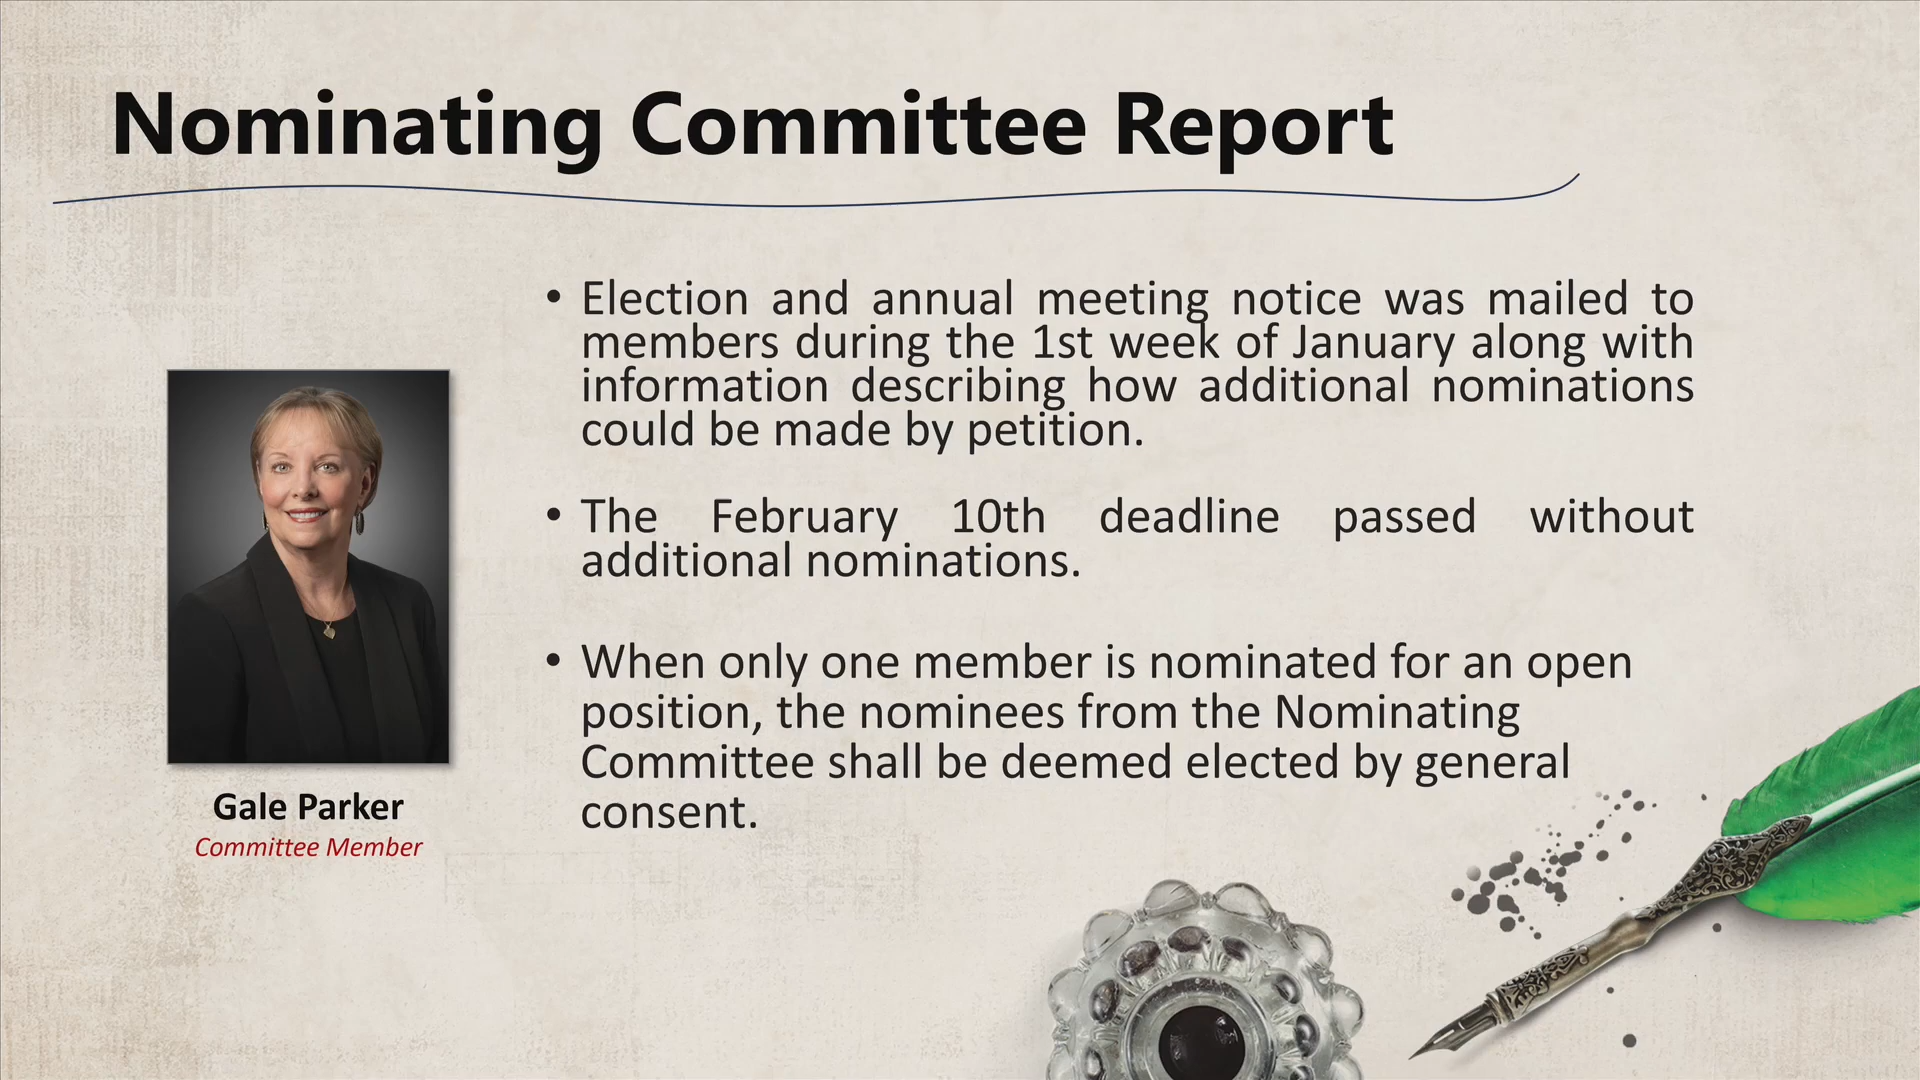 Nominating Committee Report
• Election and annual meeting notice was mailed to
members during the 1st week of January along with
information describing how additional nominations
could be made by petition.
• The February 10th deadline passed without
additional nominations.
• When only one member is nominated for an open
position, the nominees from the Nominating
Committee shall be deemed elected by general
consent.
Gale Parker
Committee Member